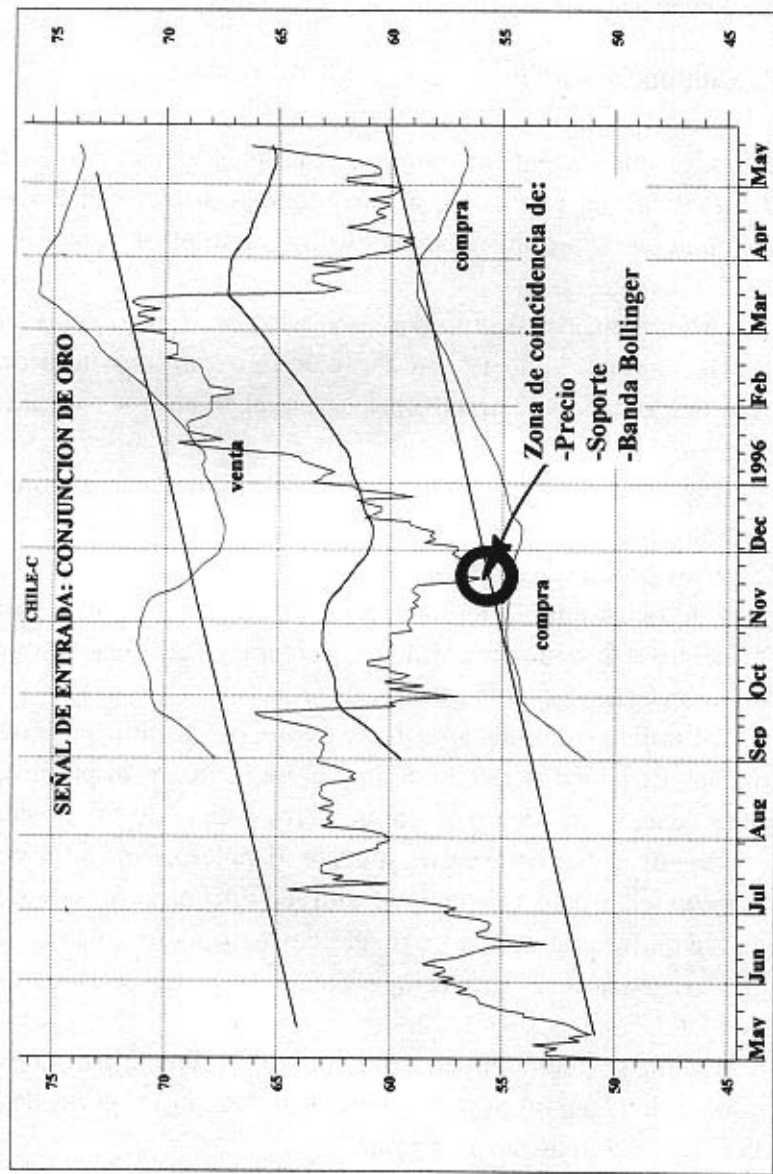 CHILE-C
SENAL DE ENTRADA: CONJUNCION DE ORO
75
75
70
70
venta
65
65
60
60
compra
Zona de coincidencia de:
-Precio
-Soporte
-Banda Bollinger
55
55
compra
50
50
45
45
May Jun Jul Aug Sep Oct Nov Dec 1996 Feb Mar Apr May